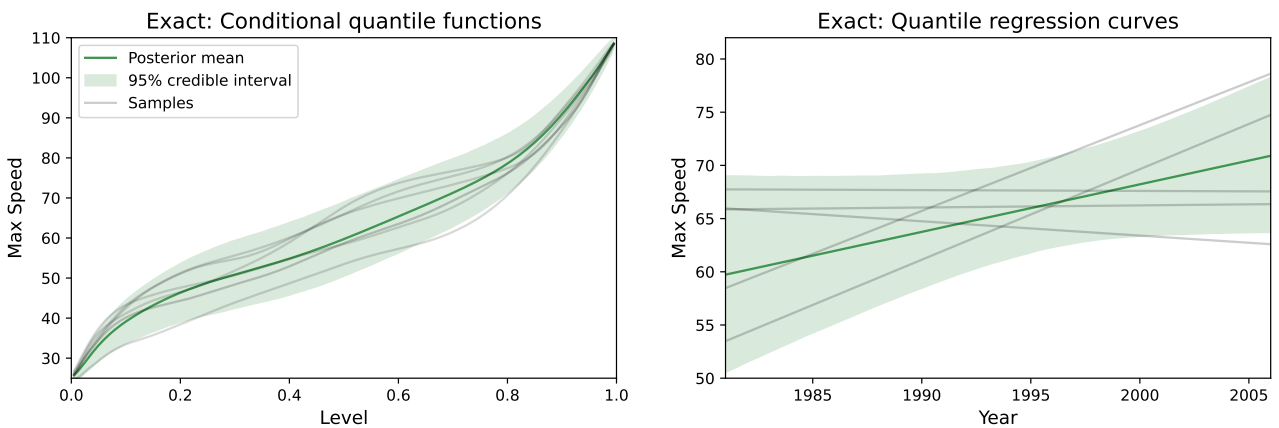 Exact: Conditional quantile functions
110
100
90
80
70
60
50
40
30
Max Speed
Posterior mean
95% credible interval
Samples
0.0 0.2 0.4 0.6 0.8 1.0
Level
Exact: Quantile regression curves
80
75
70
65
60
55
50
Max Speed
1985 1990 1995 2000 2005
Year